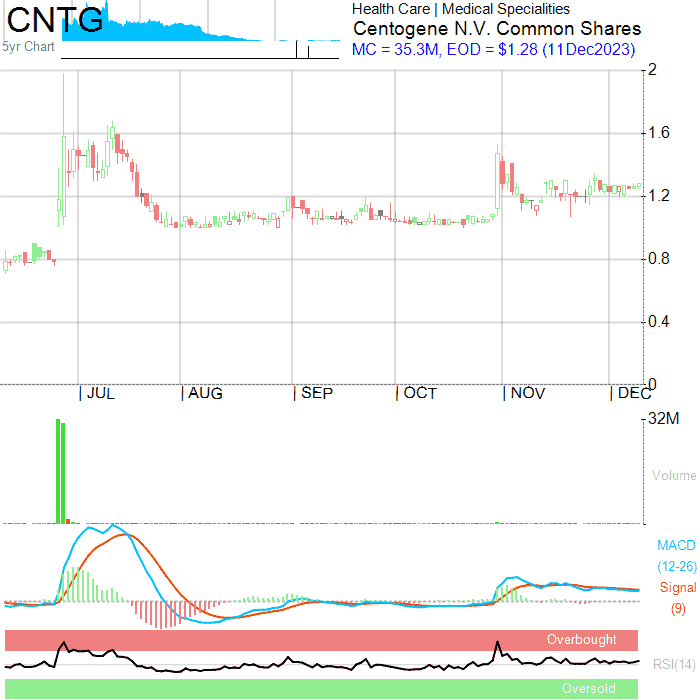 CNTG
Health Care | Medical Specialities
Centogene N.V. Common Shares
5yr Chart
MC = 35.3M, EOD = $1.28 (11Dec2023)
2
1.6
1.2
0.8
0.4
0
| JUL | AUG | SEP | OCT | NOV | DEC
32M
Volume
MACD
(12-26)
Signal
(9)
Overbought
RSI(14)
Oversold